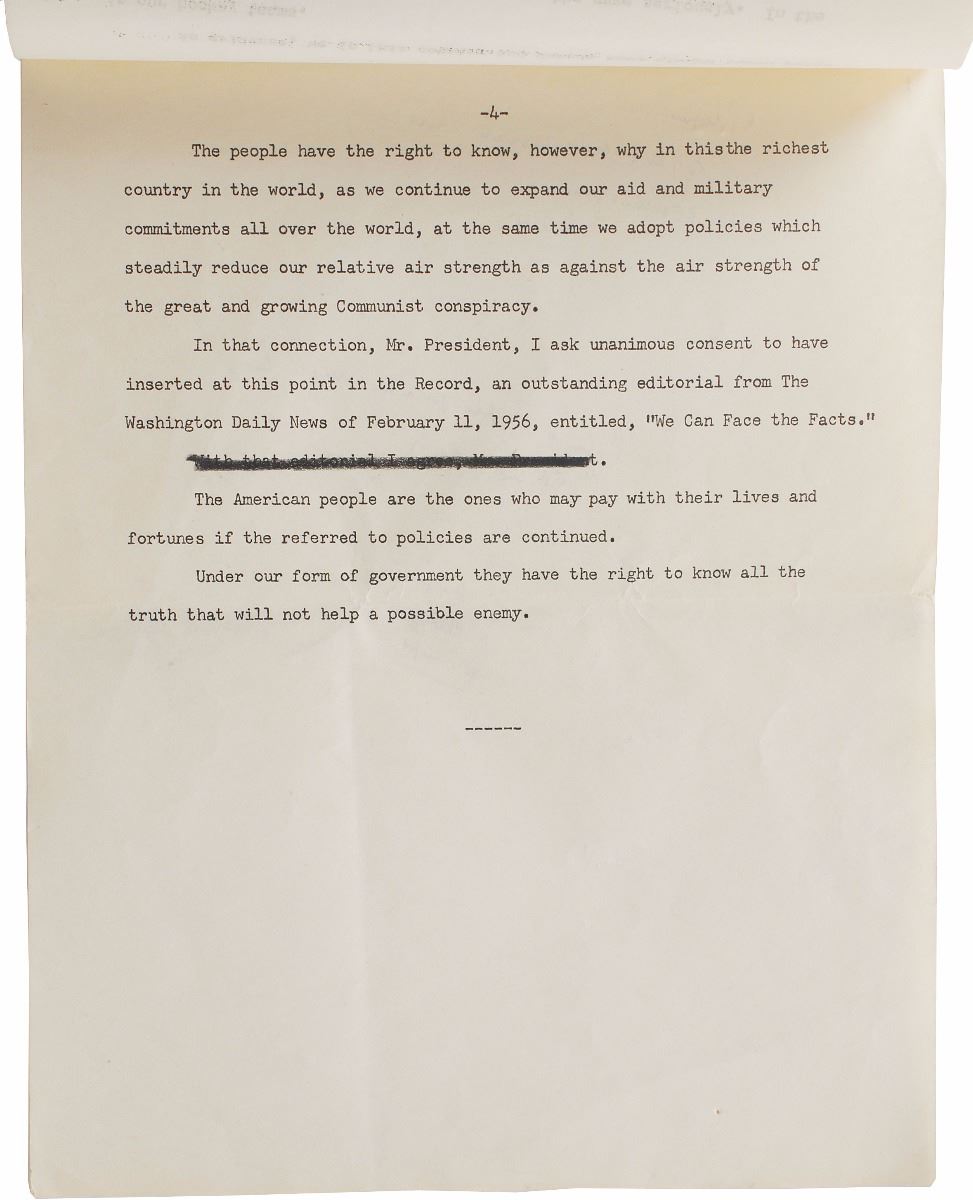 -4-
The people have the right to know, however, why in thisthe richest
country in the world, as we continue to expand our aid and military
commitments all over the world, at the same time we adopt policies which
steadily reduce our relative air strength as against the air strength of
the great and growing Communist conspiracy.
In that connection, Mr. President, I ask unanimous consent to have
inserted at this point in the Record, an outstanding editorial from The
Washington Daily News of February 11, 1956, entitled, "We Can Face the Facts."
With that editorial I agree, Mr. President.
The American people are the ones who may pay with their lives and
fortunes if the referred to policies are continued.
Under our form of government they have the right to know all the
truth that will not help a possible enemy.
------